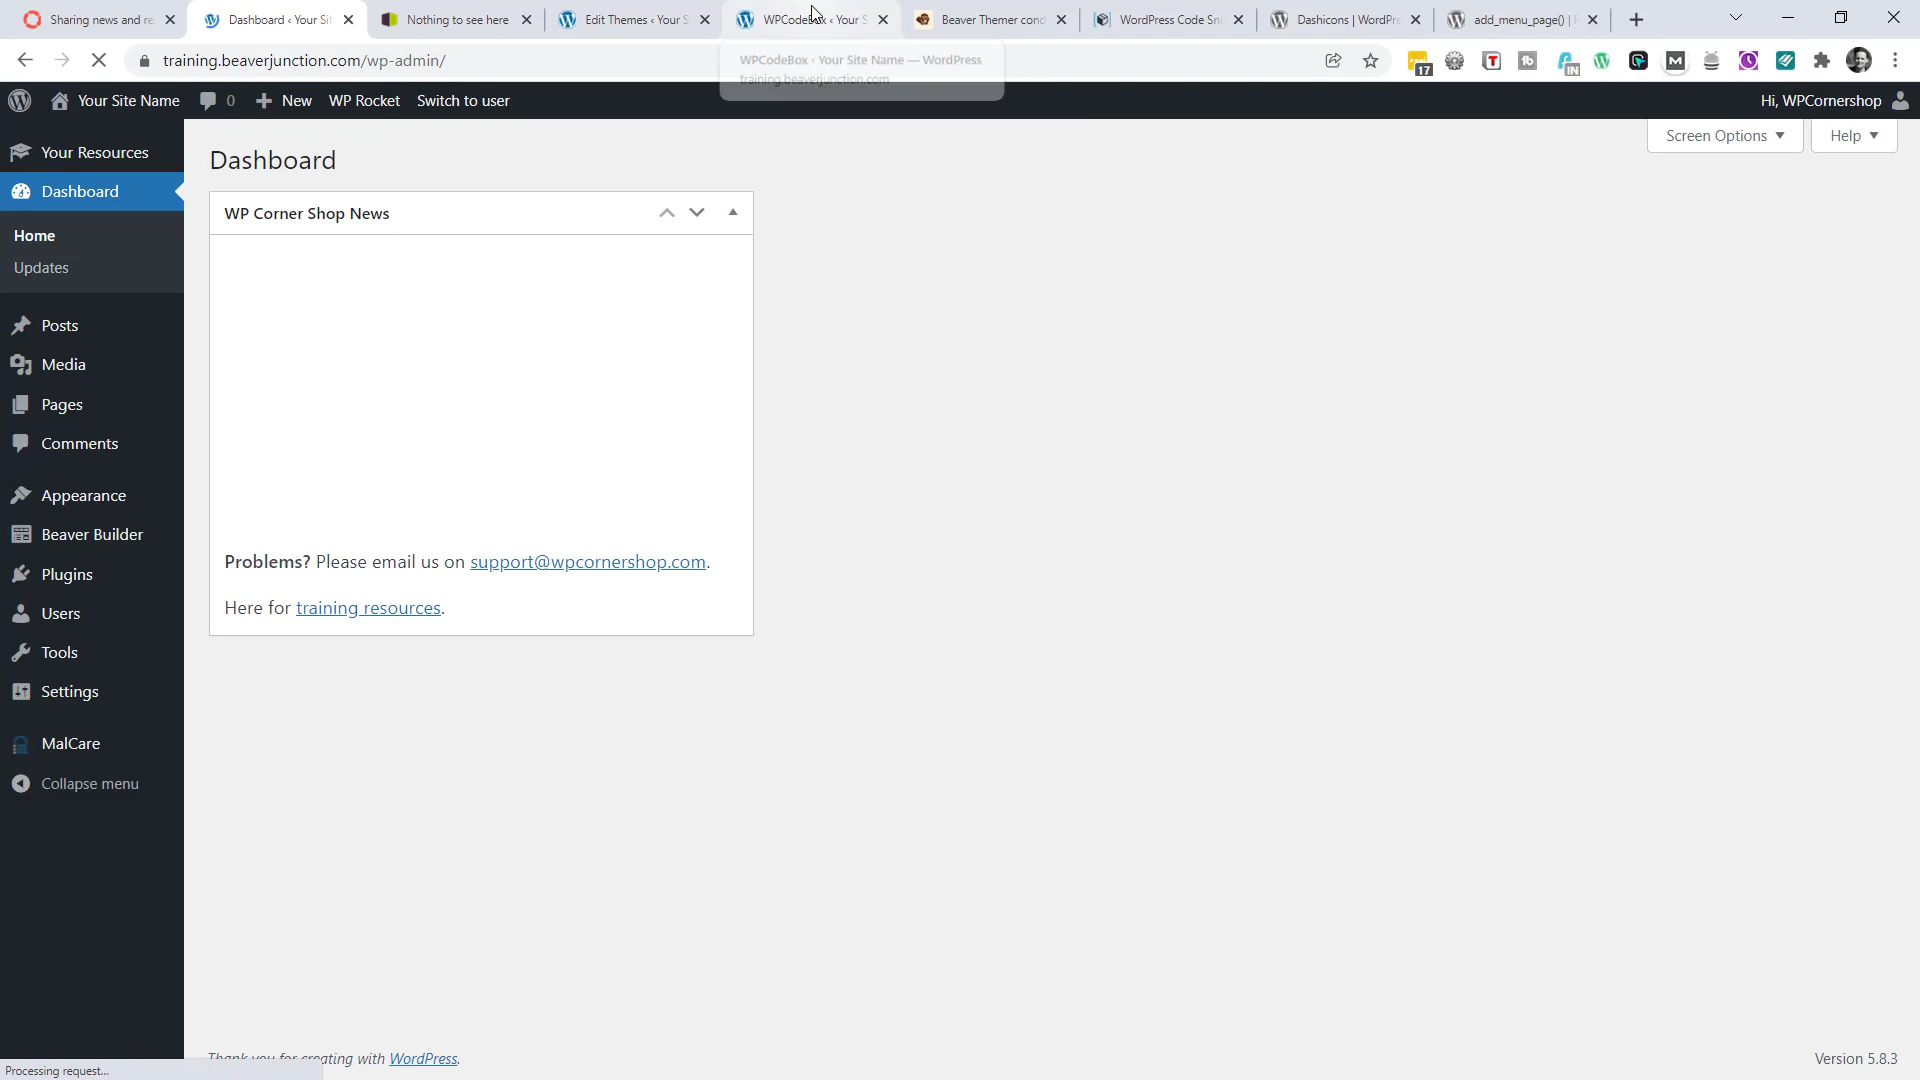 Sharing news and re
Dashboard ‹ Your Sit
Nothing to see here
Edit Themes ‹ Your S
WPCodeBox ‹ Your S
Beaver Themer cond
WordPress Code Sni
Dashicons | WordPre
add_menu_page() |
training.beaverjunction.com/wp-admin/
WPCodeBox ‹ Your Site Name — WordPress
training.beaverjunction.com
17
IN
Your Site Name
0
New
WP Rocket
Switch to user
Hi, WPCornershop
Screen Options
Help
Your Resources
Dashboard
Home
Updates
Posts
Media
Pages
Comments
Appearance
Beaver Builder
Plugins
Users
Tools
Settings
MalCare
Collapse menu
Dashboard
WP Corner Shop News
Problems? Please email us on support@wpcornershop.com.
Here for training resources.
Thank you for creating with WordPress.
Version 5.8.3
Processing request...